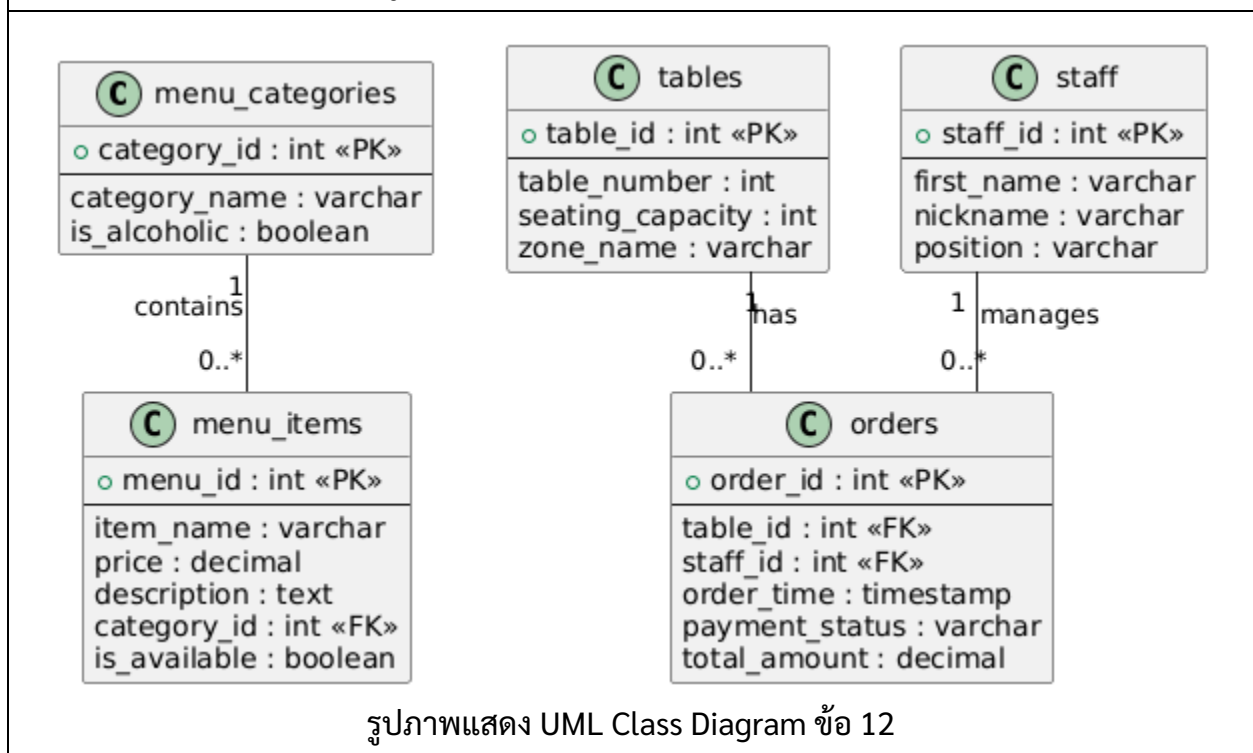 C menu_categories
category_id : int «PK»
category_name : varchar
is_alcoholic : boolean
C tables
table_id : int «PK»
table_number : int
seating_capacity : int
zone_name : varchar
C staff
staff_id : int «PK»
first_name : varchar
nickname : varchar
position : varchar
1
contains
0..*
1
has
0..*
1
manages
0..*
C menu_items
menu_id : int «PK»
item_name : varchar
price : decimal
description : text
category_id : int «FK»
is_available : boolean
C orders
order_id : int «PK»
table_id : int «FK»
staff_id : int «FK»
order_time : timestamp
payment_status : varchar
total_amount : decimal
รูปภาพแสดง UML Class Diagram ข้อ 12